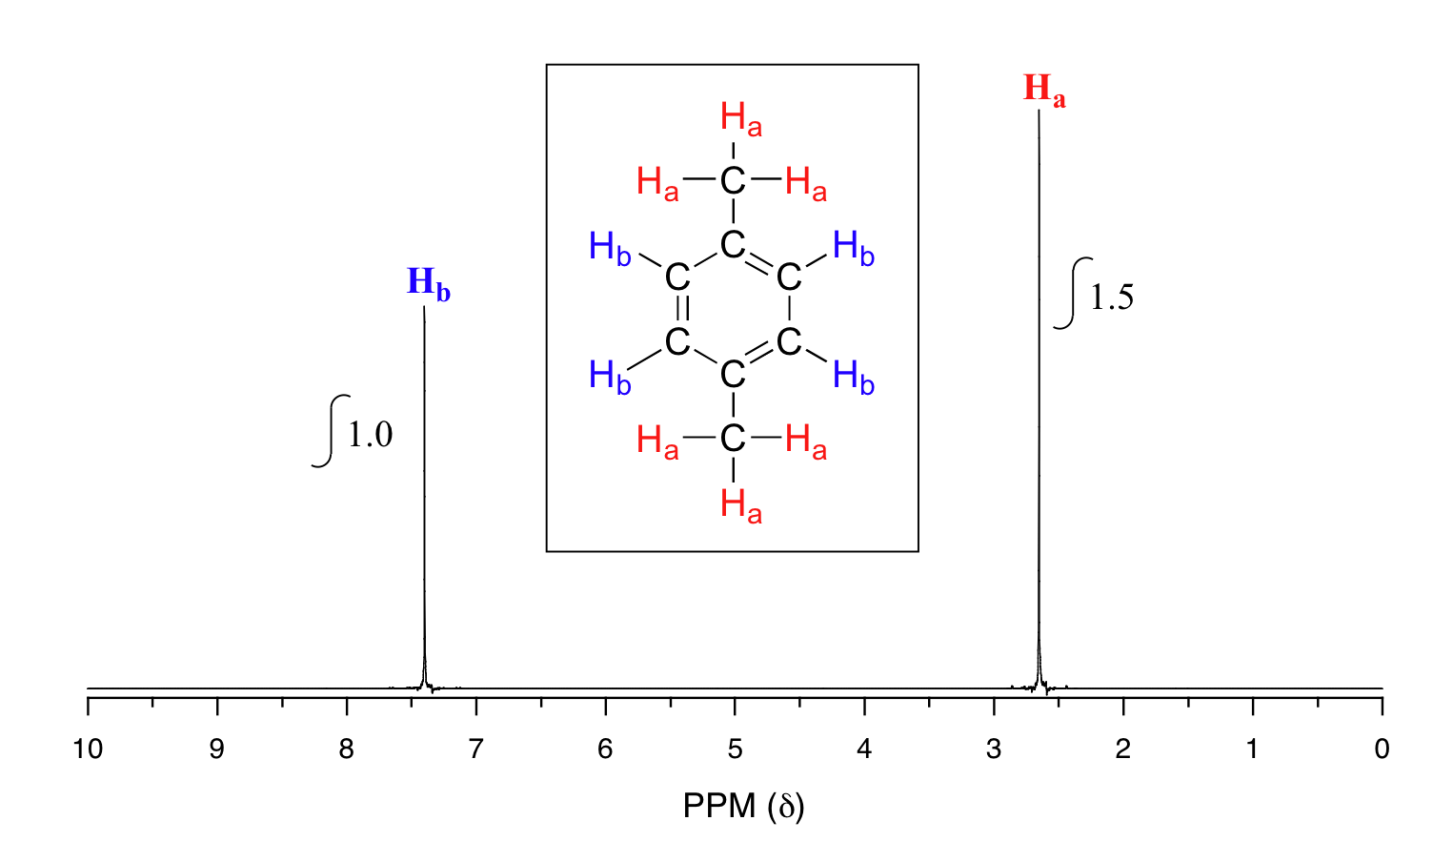 Ha
Ha
Ha—C—Ha
Hb C Hb
Hb
C C
∫ 1.5
C C
Hb C Hb
∫ 1.0
Ha—C—Ha
Ha
10 9 8 7 6 5 4 3 2 1 0
PPM (δ)